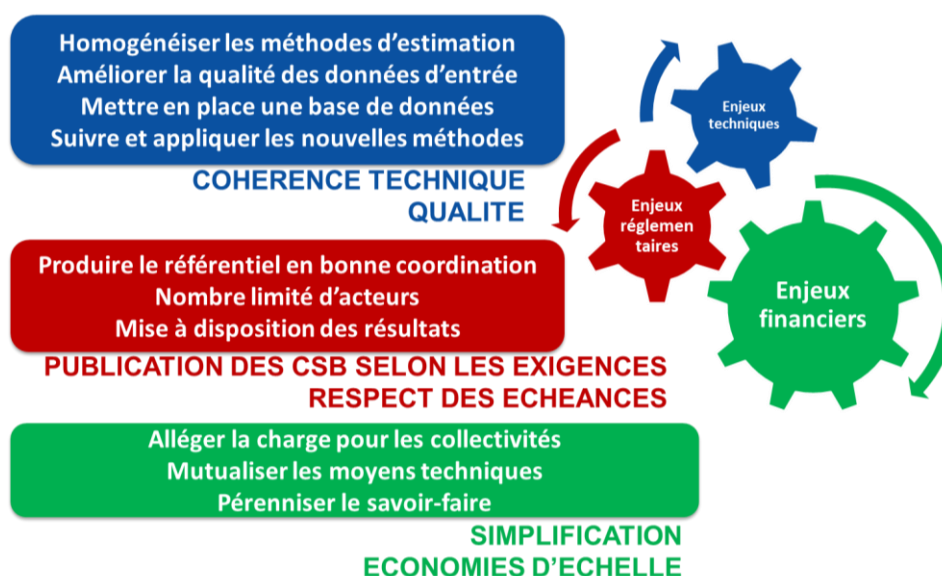 Homogénéiser les méthodes d'estimation
Améliorer la qualité des données d'entrée
Mettre en place une base de données
Suivre et appliquer les nouvelles méthodes
COHERENCE TECHNIQUE
QUALITE
Enjeux
techniques
Enjeux
réglemen
taires
Enjeux
financiers
Produire le référentiel en bonne coordination
Nombre limité d'acteurs
Mise à disposition des résultats
PUBLICATION DES CSB SELON LES EXIGENCES
RESPECT DES ECHEANCES
Alléger la charge pour les collectivités
Mutualiser les moyens techniques
Pérenniser le savoir-faire
SIMPLIFICATION
ECONOMIES D'ECHELLE